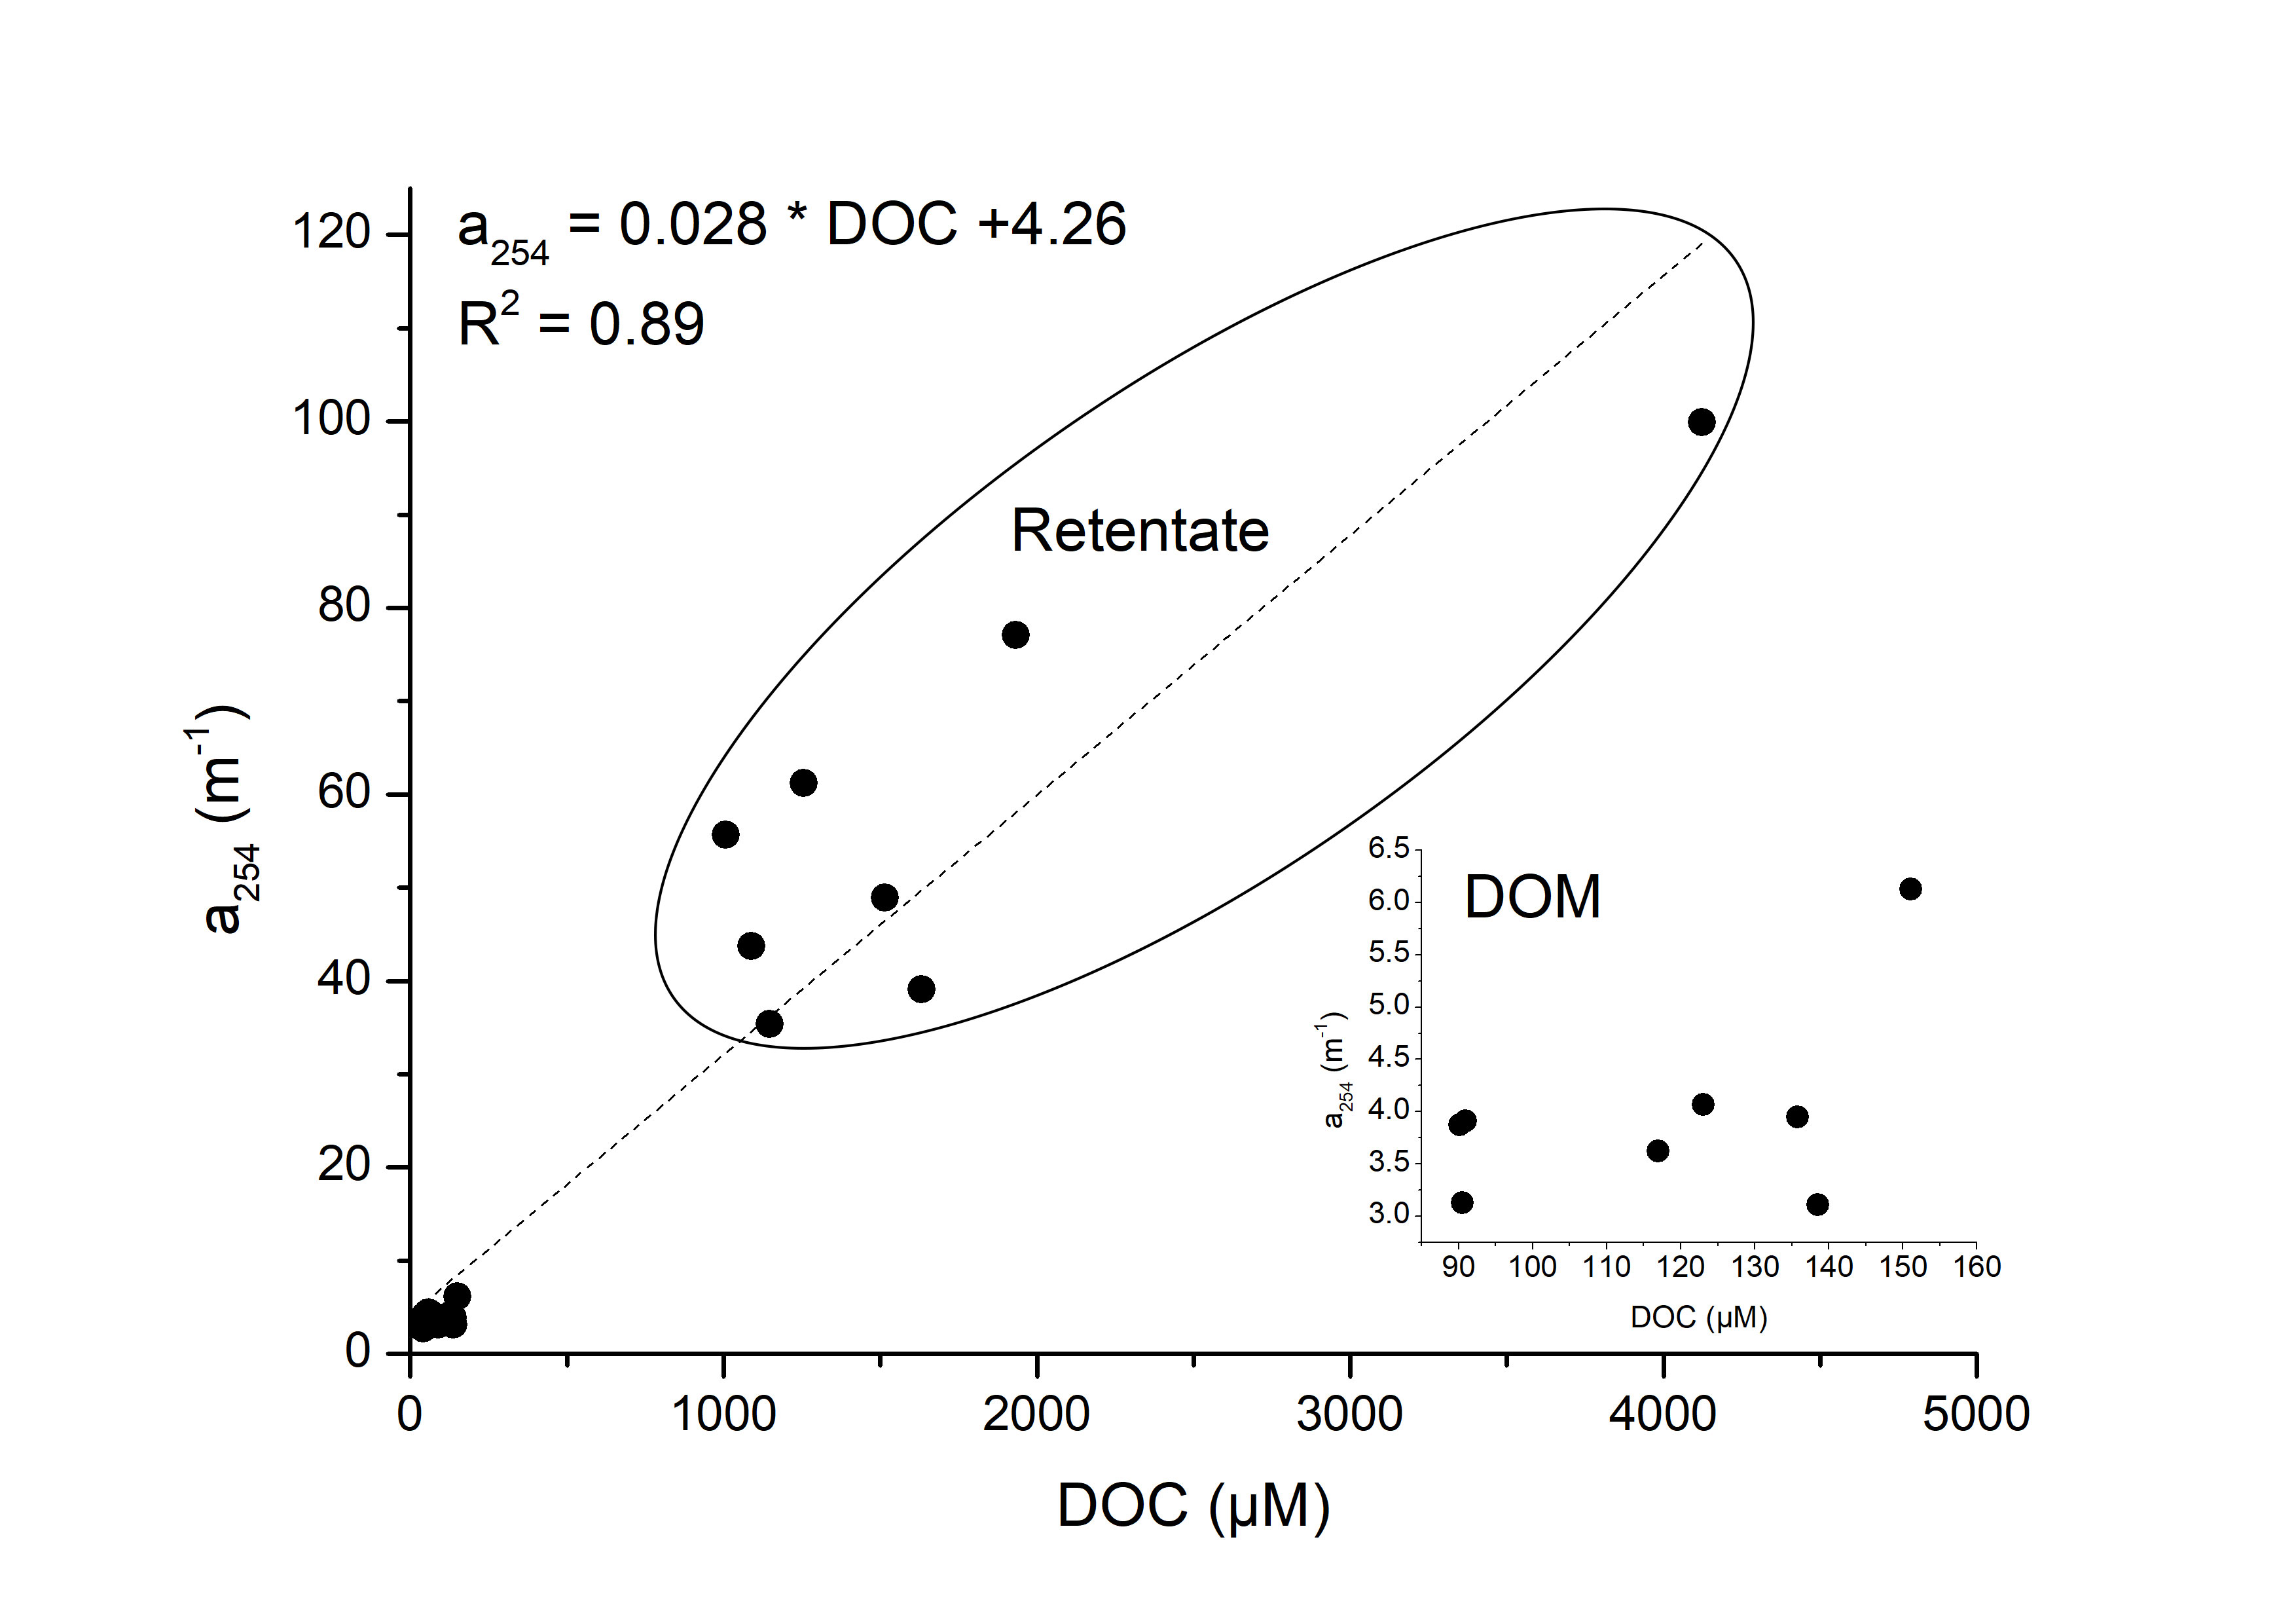 a254 = 0.028 * DOC +4.26
R2 = 0.89
120
100
80
60
40
20
0
a254 (m-1)
Retentate
0 1000 2000 3000 4000 5000
DOC (µM)
DOM
6.5
6.0
5.5
5.0
4.5
4.0
3.5
3.0
a254 (m-1)
90 100 110 120 130 140 150 160
DOC (µM)